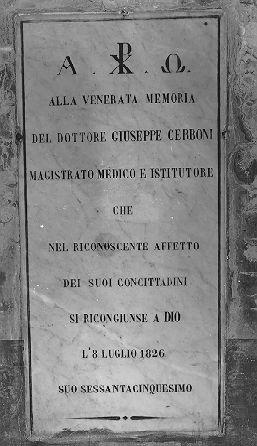 A . ☧ . Ω.
ALLA VENERATA MEMORIA
DEL DOTTORE GIUSEPPE CERBONI
MAGISTRATO MÈDICO E ISTITUTORE
CHE
NEL RICONOSCENTE AFFETTO
DEI SUOI CONCITTADINI
SI RICONGIUNSE A DIO
L'8 LUGLIO 1826
SUO SESSANTACINQUESIMO